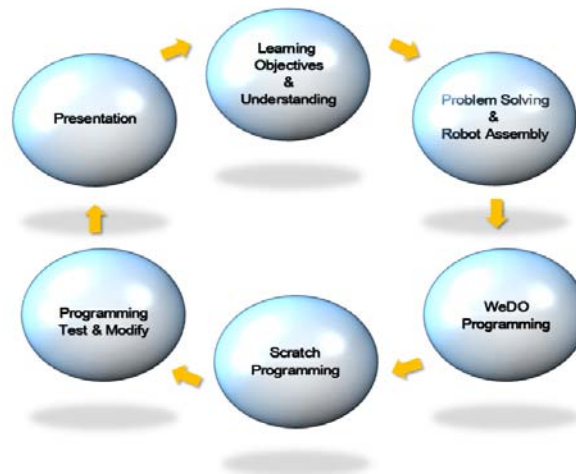 Learning
Objectives
&
Understanding
Problem Solving
&
Robot Assembly
WeDO
Programming
Scratch
Programming
Programming
Test & Modify
Presentation